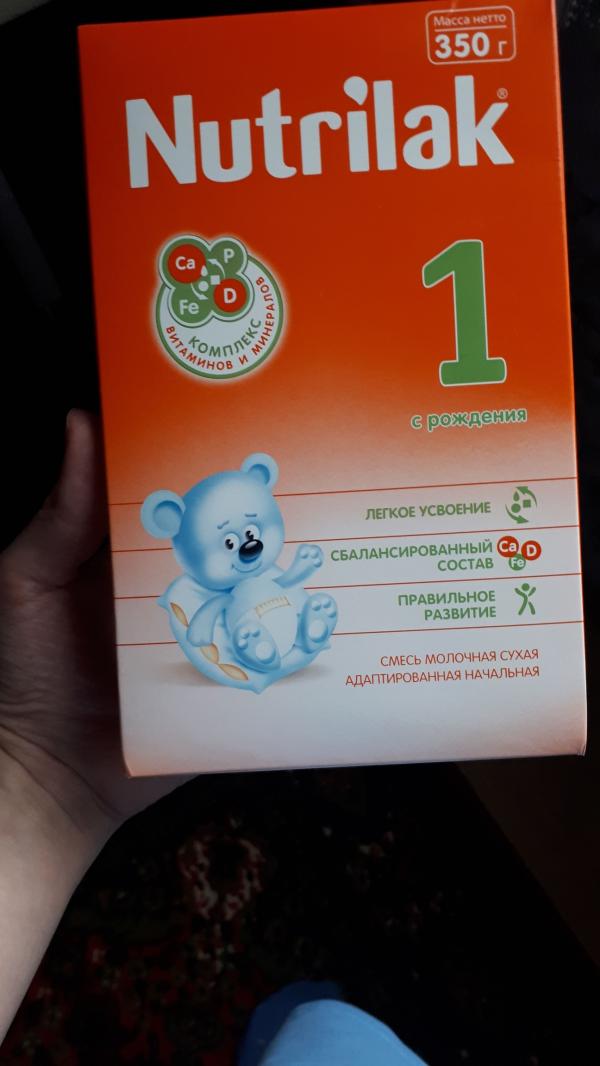 Масса нетто
350 г
Nutrilak®
Ca P
Fe D
КОМПЛЕКС
ВИТАМИНОВ И МИНЕРАЛОВ
1
с рождения
ЛЕГКОЕ УСВОЕНИЕ
СБАЛАНСИРОВАННЫЙ
СОСТАВ
Ca D
Fe
ПРАВИЛЬНОЕ
РАЗВИТИЕ
СМЕСЬ МОЛОЧНАЯ СУХАЯ
АДАПТИРОВАННАЯ НАЧАЛЬНАЯ